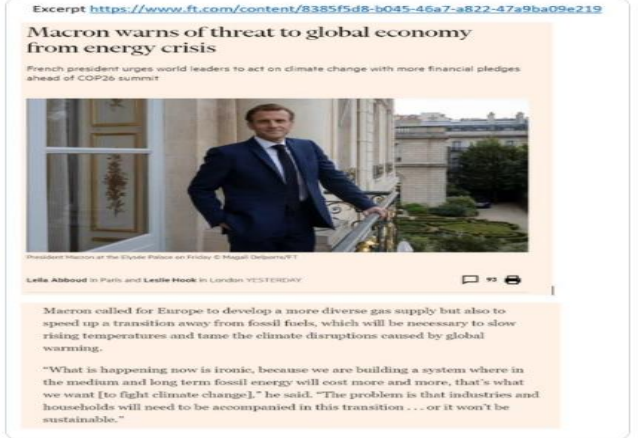 Excerpt https://www.ft.com/content/8385f5d8-b045-46a7-a822-47a9ba09e219
Macron warns of threat to global economy
from energy crisis
French president urges world leaders to act on climate change with more financial pledges
ahead of COP26 summit
President Macron at the Elysée Palace on Friday © Magali Delporte/FT
Leila Abboud in Paris and Leslie Hook in London YESTERDAY
93
Macron called for Europe to develop a more diverse gas supply but also to
speed up a transition away from fossil fuels, which will be necessary to slow
rising temperatures and tame the climate disruptions caused by global
warming.
“What is happening now is ironic, because we are building a system where in
the medium and long term fossil energy will cost more and more, that’s what
we want [to fight climate change],” he said. “The problem is that industries and
households will need to be accompanied in this transition . . . or it won’t be
sustainable.”